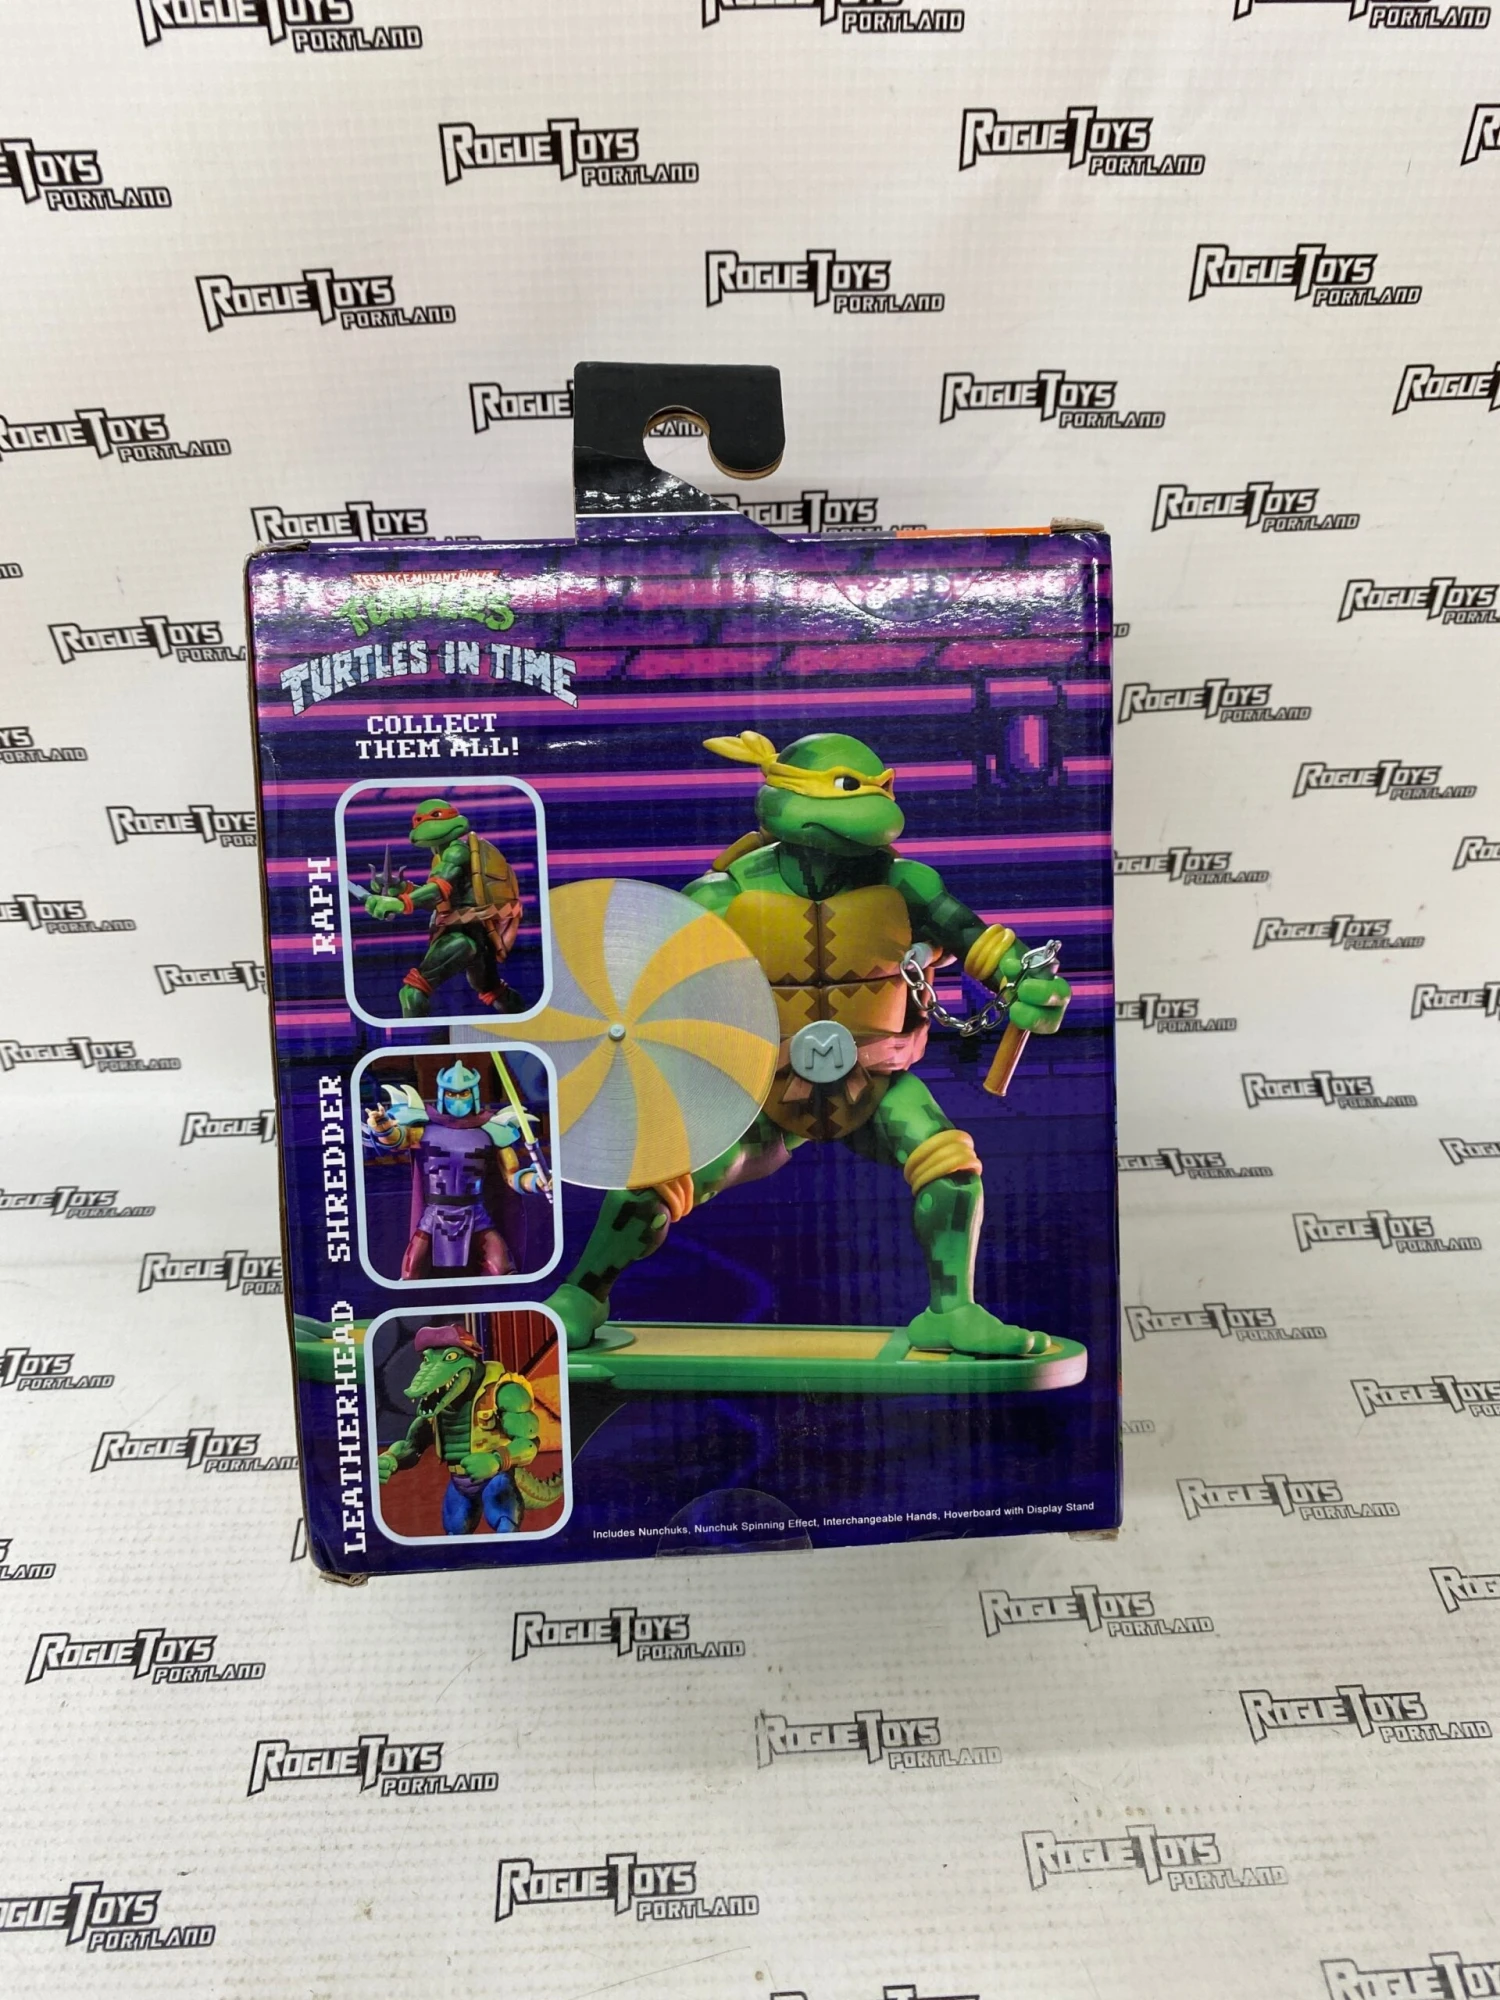 TEENAGE MUTANT NINJA
TURTLES
TURTLES IN TIME
COLLECT
THEM ALL!
RAPH
SHREDDER
LEATHERHEAD
M
Includes Nunchuks, Nunchuk Spinning Effect, Interchangeable Hands, Hoverboard with Display Stand
ROGUE TOYS
PORTLAND